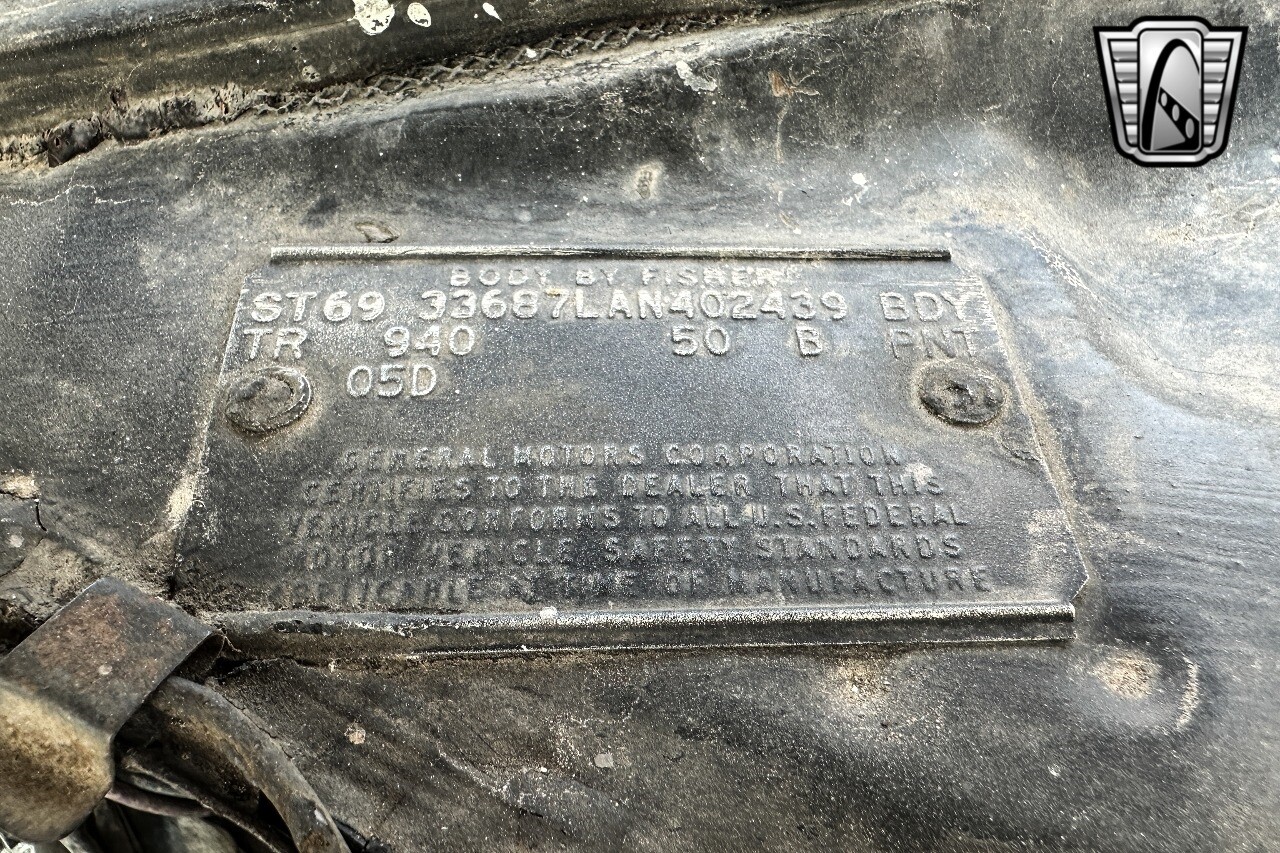 BODY BY FISHER
ST69 33687LAN402439 BDY
TR 940 50 B PNT
05D
GENERAL MOTORS CORPORATION
CERTIFIES TO THE DEALER THAT THIS
VEHICLE CONFORMS TO ALL U.S. FEDERAL
MOTOR VEHICLE SAFETY STANDARDS
APPLICABLE AT TIME OF MANUFACTURE